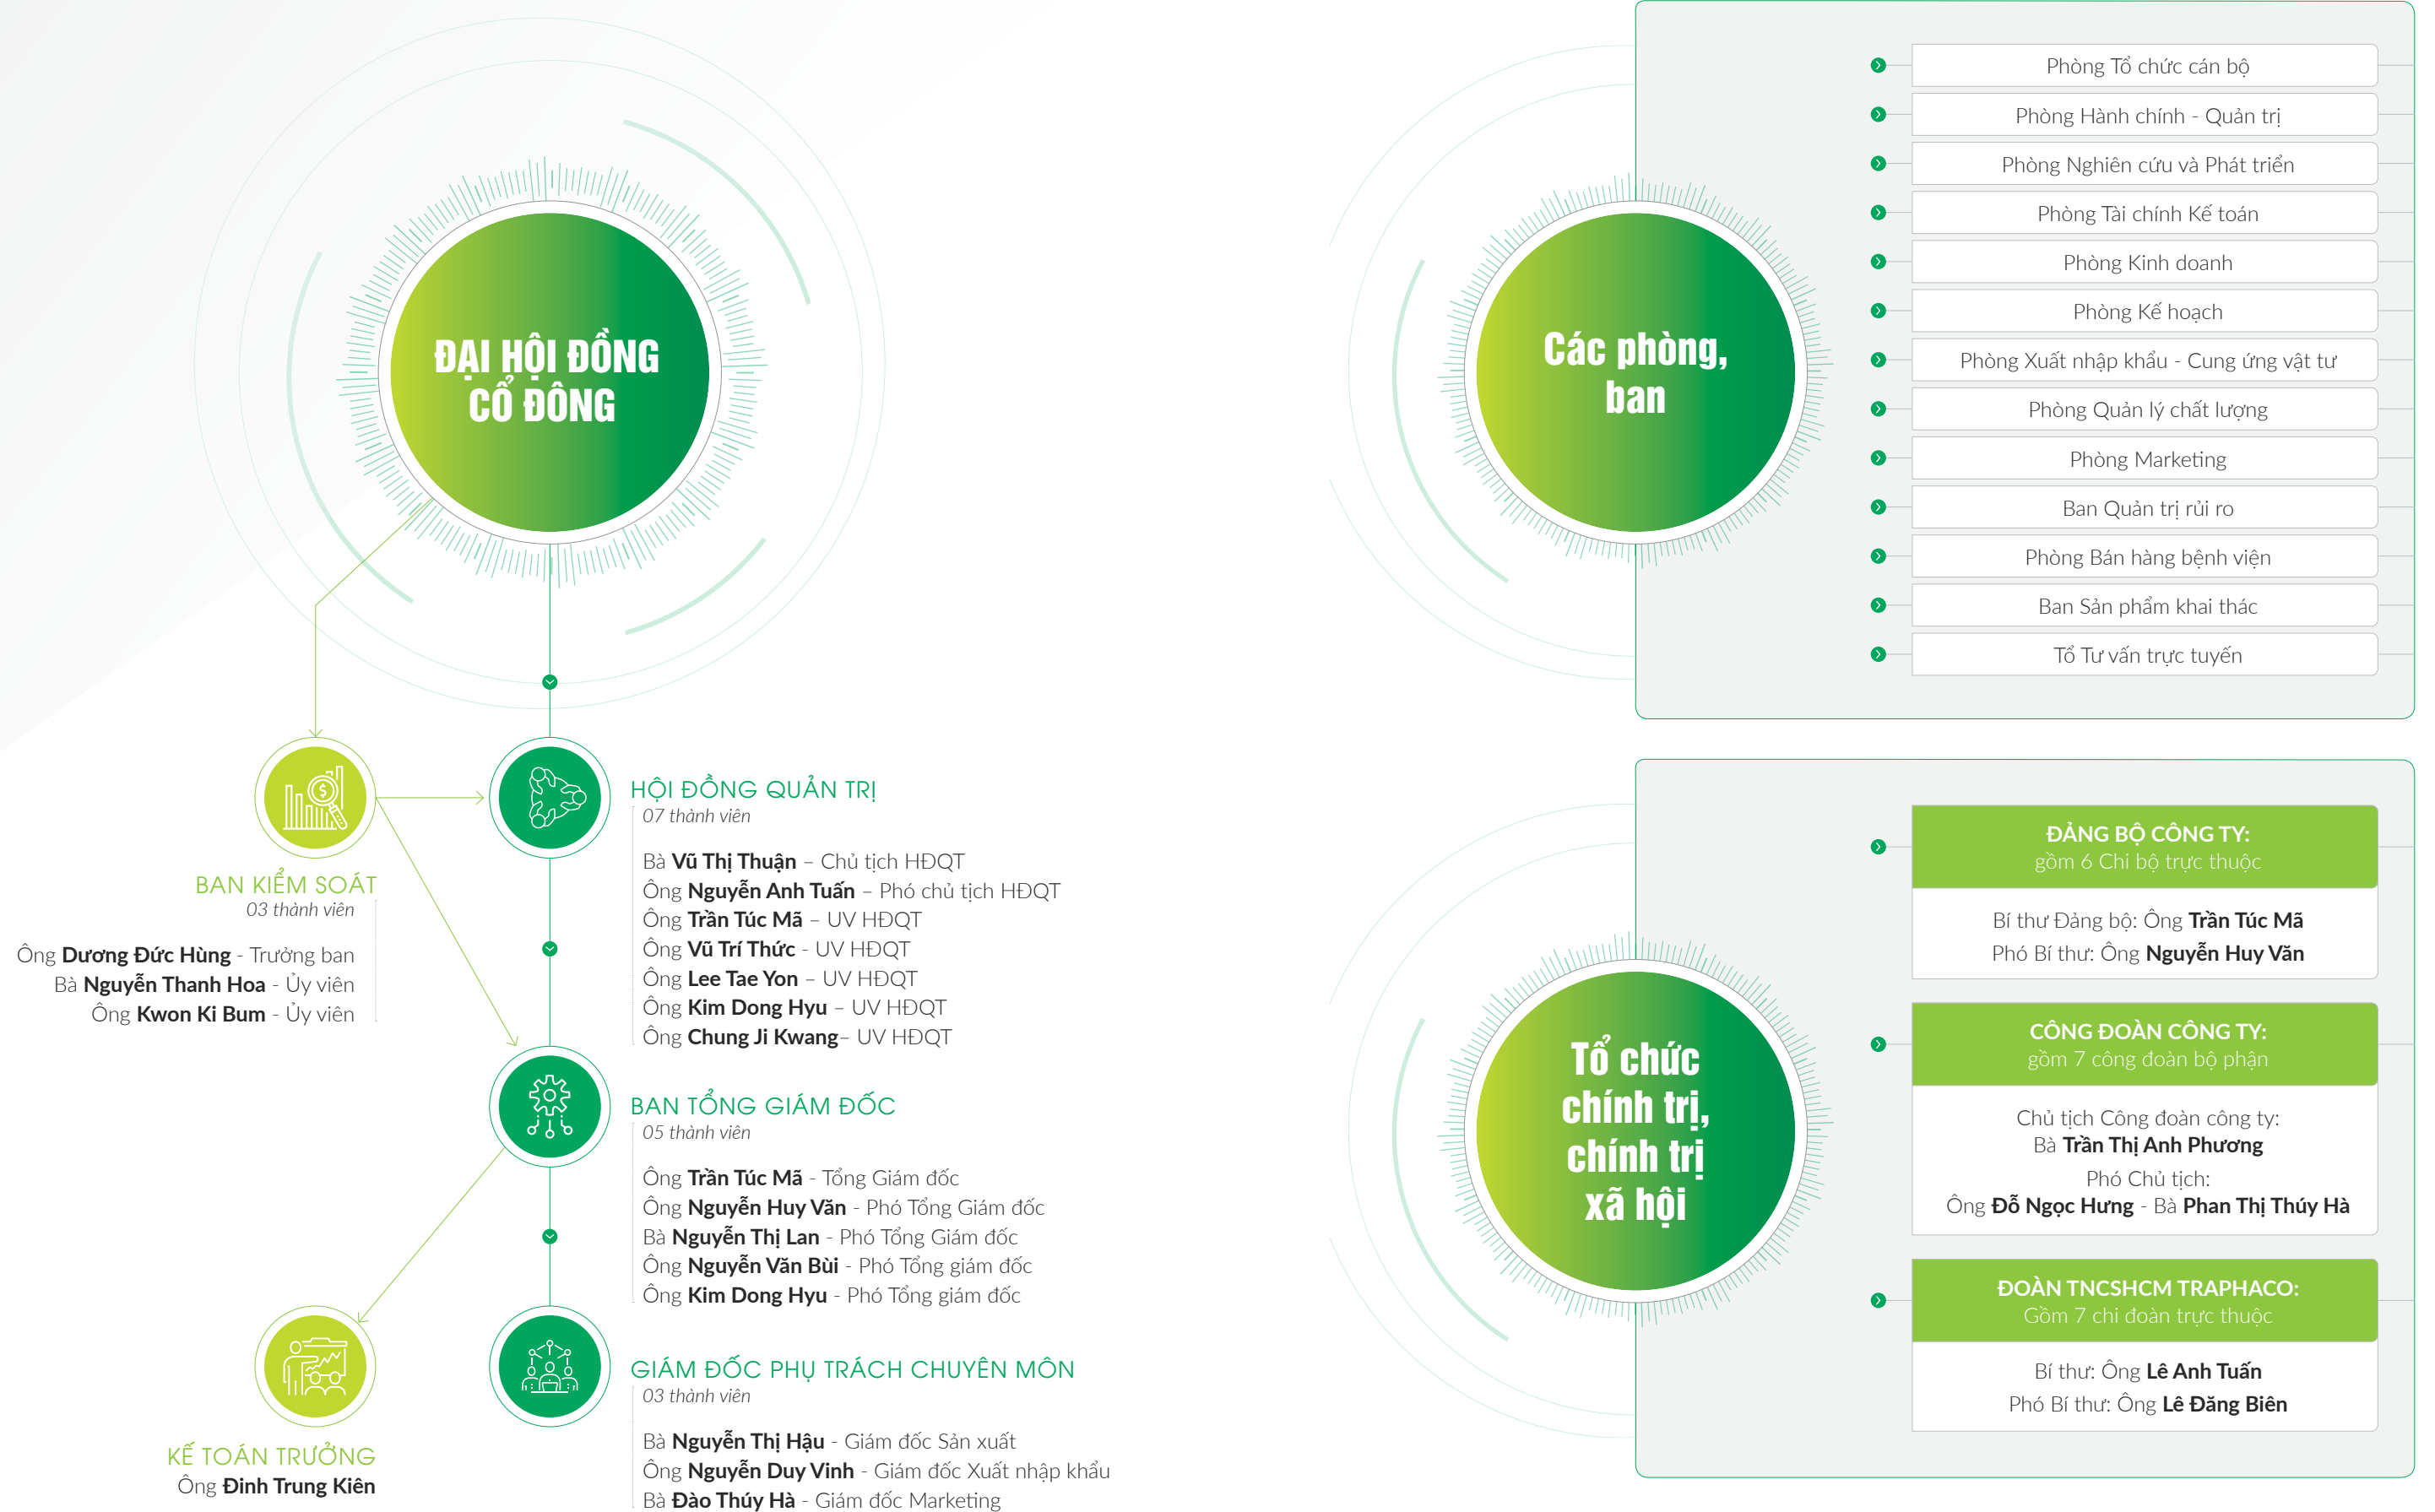 ĐẠI HỘI ĐỒNG
CỔ ĐÔNG
BAN KIỂM SOÁT
03 thành viên
Ông Dương Đức Hùng - Trưởng ban
Bà Nguyễn Thanh Hoa - Ủy viên
Ông Kwon Ki Bum - Ủy viên
HỘI ĐỒNG QUẢN TRỊ
07 thành viên
Bà Vũ Thị Thuận – Chủ tịch HĐQT
Ông Nguyễn Anh Tuấn – Phó chủ tịch HĐQT
Ông Trần Túc Mã – UV HĐQT
Ông Vũ Trí Thức - UV HĐQT
Ông Lee Tae Yon – UV HĐQT
Ông Kim Dong Hyu – UV HĐQT
Ông Chung Ji Kwang– UV HĐQT
BAN TỔNG GIÁM ĐỐC
05 thành viên
Ông Trần Túc Mã - Tổng Giám đốc
Ông Nguyễn Huy Văn - Phó Tổng Giám đốc
Bà Nguyễn Thị Lan - Phó Tổng Giám đốc
Ông Nguyễn Văn Bùi - Phó Tổng giám đốc
Ông Kim Dong Hyu - Phó Tổng giám đốc
KẾ TOÁN TRƯỞNG
Ông Đinh Trung Kiên
GIÁM ĐỐC PHỤ TRÁCH CHUYÊN MÔN
03 thành viên
Bà Nguyễn Thị Hậu - Giám đốc Sản xuất
Ông Nguyễn Duy Vinh - Giám đốc Xuất nhập khẩu
Bà Đào Thúy Hà - Giám đốc Marketing
Các phòng,
ban
Phòng Tổ chức cán bộ
Phòng Hành chính - Quản trị
Phòng Nghiên cứu và Phát triển
Phòng Tài chính Kế toán
Phòng Kinh doanh
Phòng Kế hoạch
Phòng Xuất nhập khẩu - Cung ứng vật tư
Phòng Quản lý chất lượng
Phòng Marketing
Ban Quản trị rủi ro
Phòng Bán hàng bệnh viện
Ban Sản phẩm khai thác
Tổ Tư vấn trực tuyến
Tổ chức
chính trị,
chính trị
xã hội
ĐẢNG BỘ CÔNG TY:
gồm 6 Chi bộ trực thuộc
Bí thư Đảng bộ: Ông Trần Túc Mã
Phó Bí thư: Ông Nguyễn Huy Văn
CÔNG ĐOÀN CÔNG TY:
gồm 7 công đoàn bộ phận
Chủ tịch Công đoàn công ty:
Bà Trần Thị Anh Phương
Phó Chủ tịch:
Ông Đỗ Ngọc Hưng - Bà Phan Thị Thúy Hà
ĐOÀN TNCSHCM TRAPHACO:
Gồm 7 chi đoàn trực thuộc
Bí thư: Ông Lê Anh Tuấn
Phó Bí thư: Ông Lê Đăng Biên